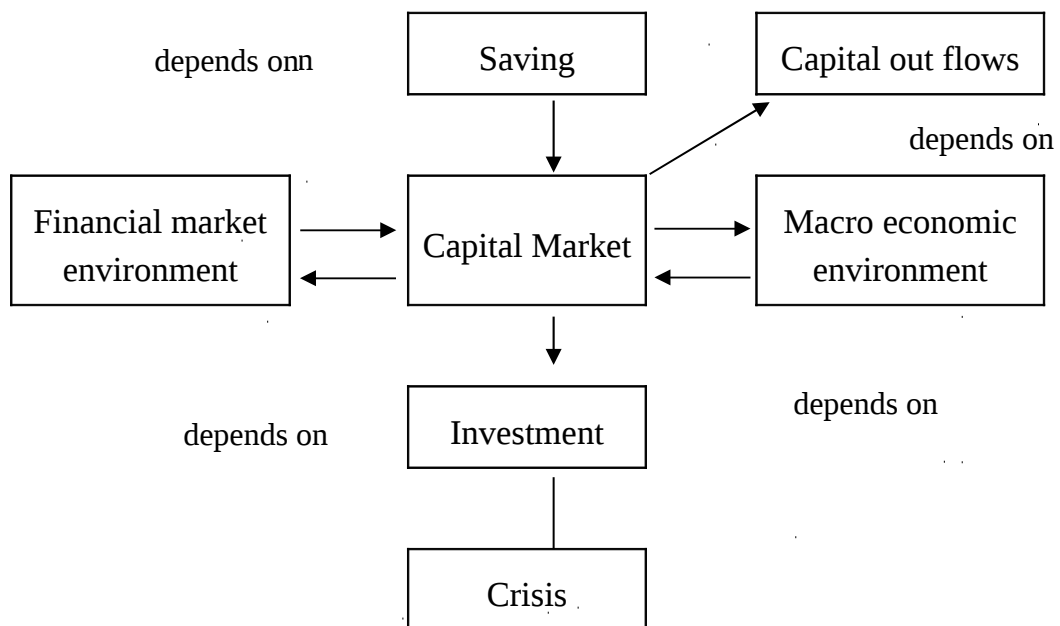 depends onn
Saving
Capital out flows
depends on
Financial market
environment
Capital Market
Macro economic
environment
depends on
depends on
Investment
Crisis